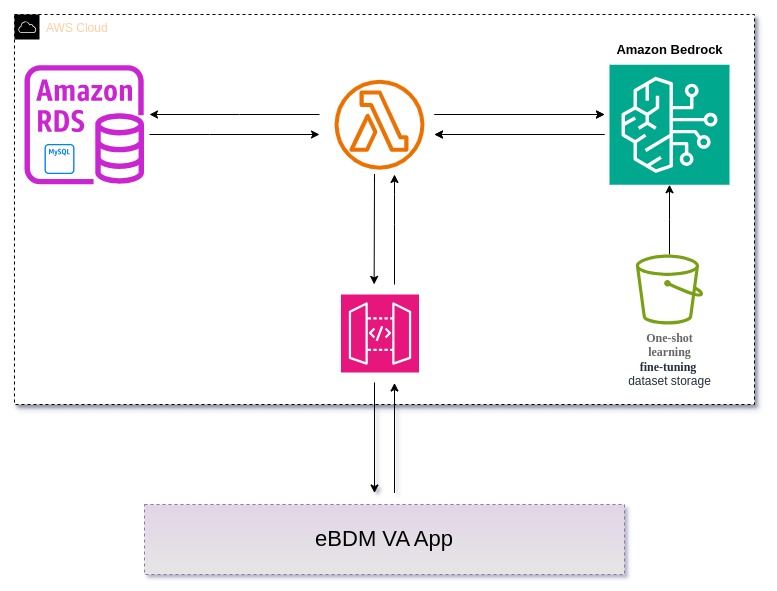 AWS Cloud
Amazon Bedrock
Amazon
RDS
MySQL
</>
One-shot
learning
fine-tuning
dataset storage
eBDM VA App